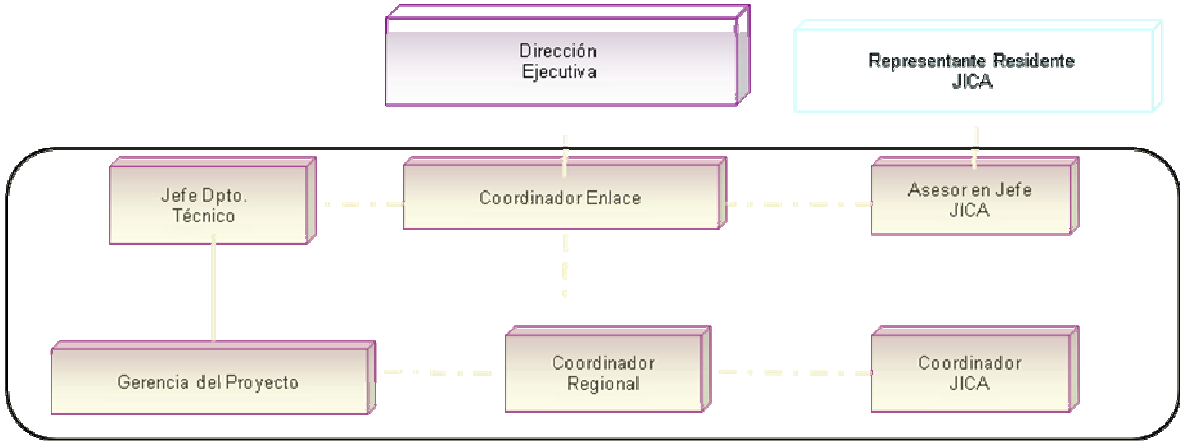 Dirección
Ejecutiva
Representante Residente
JICA
Jefe Dpto.
Técnico
Coordinador Enlace
Asesor en Jefe
JICA
Gerencia del Proyecto
Coordinador
Regional
Coordinador
JICA